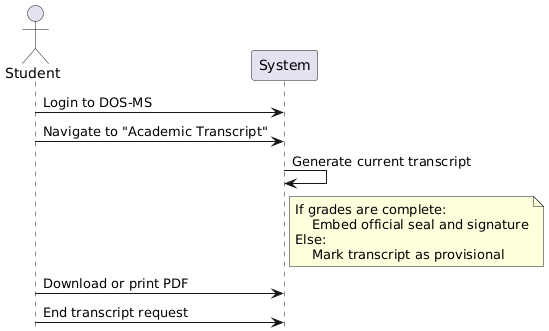 Student
System
Login to DOS-MS
Navigate to "Academic Transcript"
Generate current transcript
If grades are complete:
Embed official seal and signature
Else:
Mark transcript as provisional
Download or print PDF
End transcript request